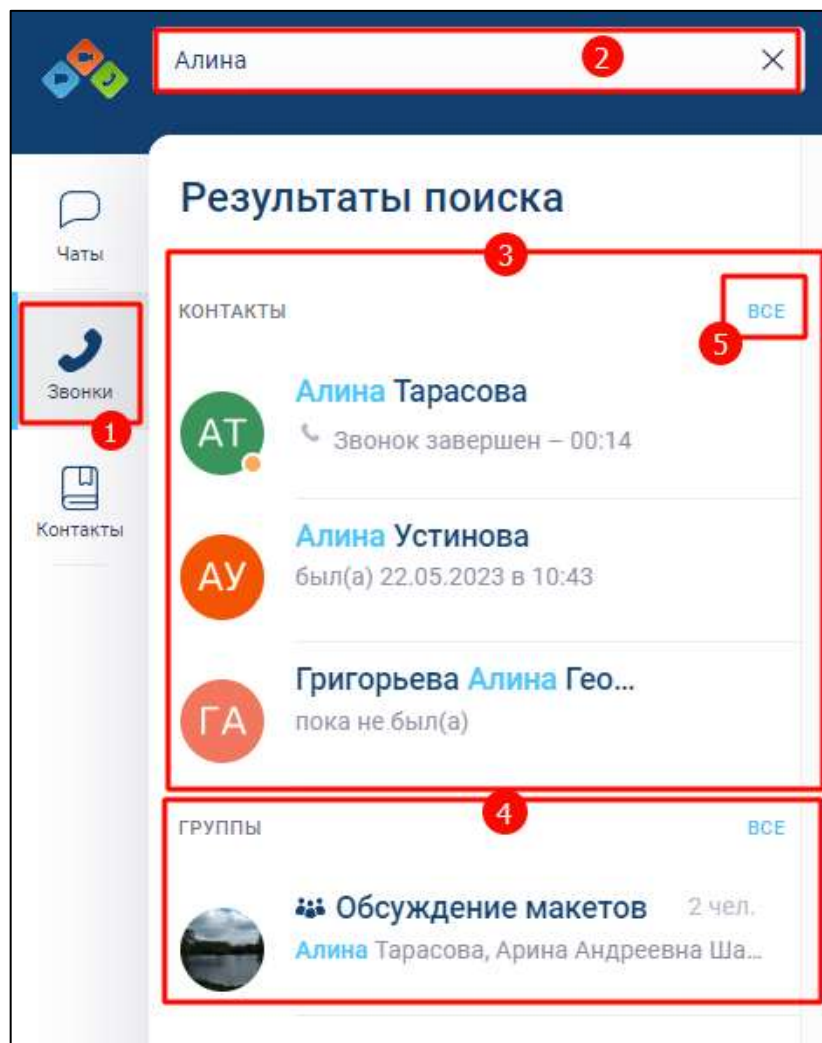 Алина
2
Результаты поиска
3
Чаты
КОНТАКТЫ
ВСЕ
5
Звонки
1
АТ
Алина Тарасова
Звонок завершен – 00:14
Контакты
АУ
Алина Устинова
был(а) 22.05.2023 в 10:43
ГА
Григорьева Алина Гео...
пока не был(а)
4
ГРУППЫ
ВСЕ
Обсуждение макетов 2 чел.
Алина Тарасова, Арина Андреевна Ша...